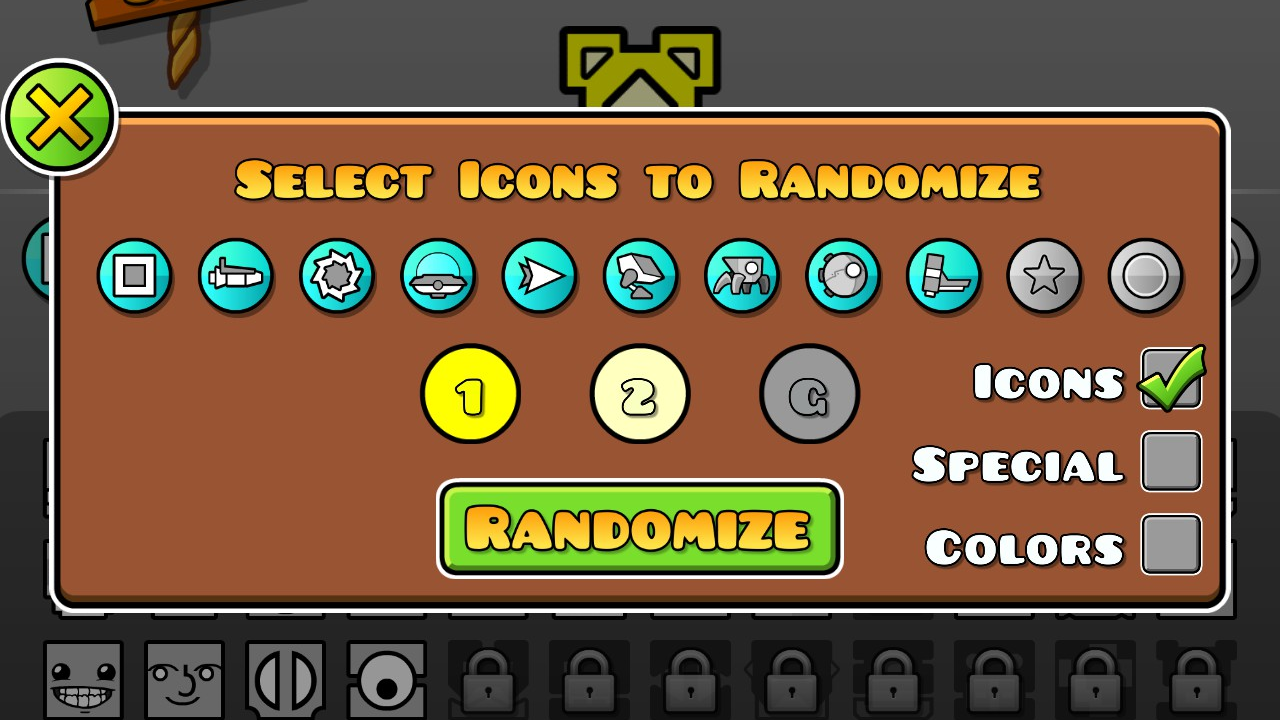 Select Icons to Randomize
1 2 G
Icons
Special
Colors
Randomize